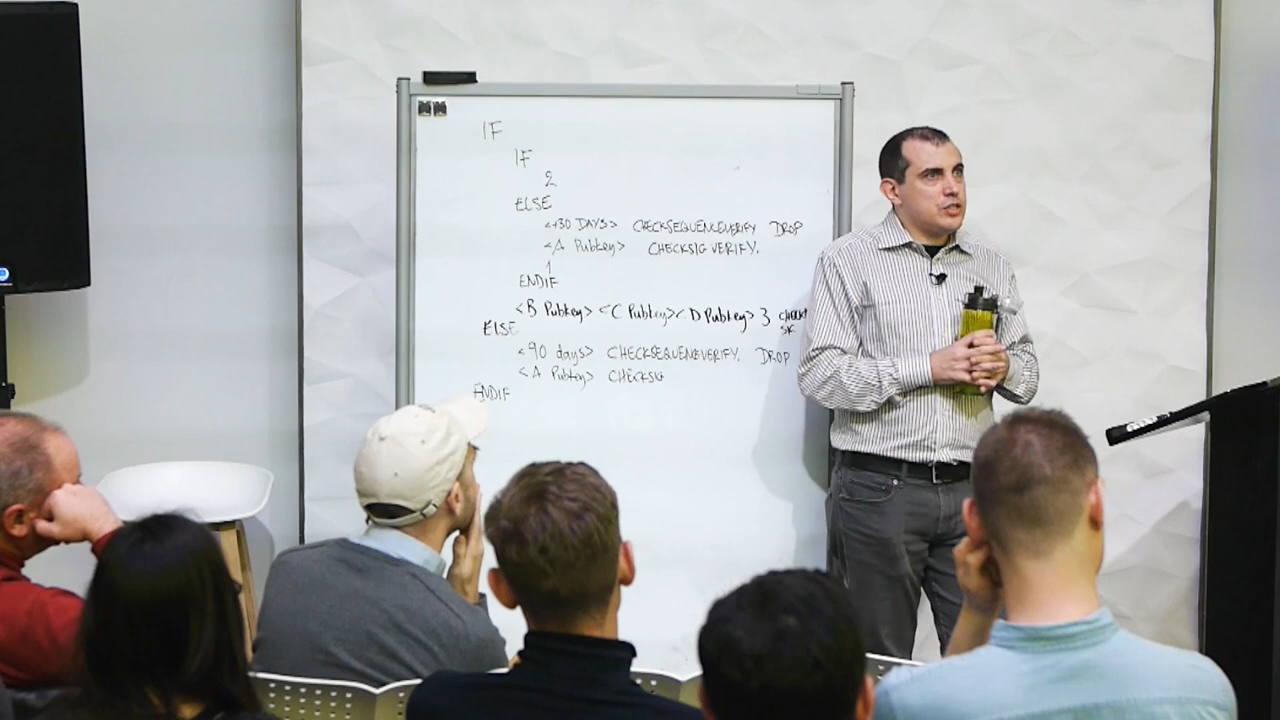 IF
IF
2
ELSE
<+30 DAYS> CHECKSEQUENCEVERIFY DROP
<A Pubkey> CHECKSIG VERIFY.
1
ENDIF
<B Pubkey> <C Pubkey> <D Pubkey> 3
ELSE
<90 days> CHECKSEQUENCEVERIFY. DROP
<A Pubkey> CHECKSIG
ENDIF